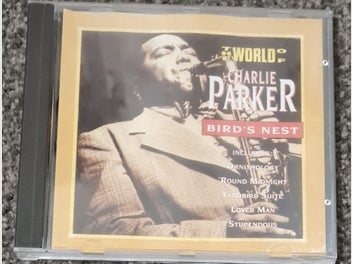 THE WORLD OF
CHARLIE
PARKER
BIRD'S NEST
INCLUDING:
ORNITHOLOGY
'ROUND MIDNIGHT
YARDBIRD SUITE
LOVER MAN
STUPENDOUS